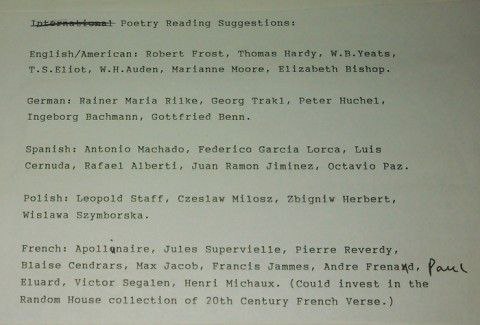 International Poetry Reading Suggestions:
English/American: Robert Frost, Thomas Hardy, W.B.Yeats,
T.S.Eliot, W.H.Auden, Marianne Moore, Elizabeth Bishop.
German: Rainer Maria Rilke, Georg Trakl, Peter Huchel,
Ingeborg Bachmann, Gottfried Benn.
Spanish: Antonio Machado, Federico Garcia Lorca, Luis
Cernuda, Rafael Alberti, Juan Ramon Jiminez, Octavio Paz.
Polish: Leopold Staff, Czeslaw Milosz, Zbigniw Herbert,
Wislawa Szymborska.
French: Apollinaire, Jules Supervielle, Pierre Reverdy,
Blaise Cendrars, Max Jacob, Francis Jammes, Andre Frenaud, Paul
Eluard, Victor Segalen, Henri Michaux. (Could invest in the
Random House collection of 20th Century French Verse.)